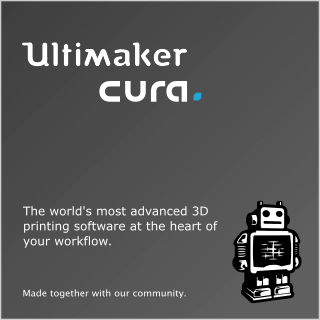 Ultimaker
cura.
The world's most advanced 3D
printing software at the heart of
your workflow.
Made together with our community.